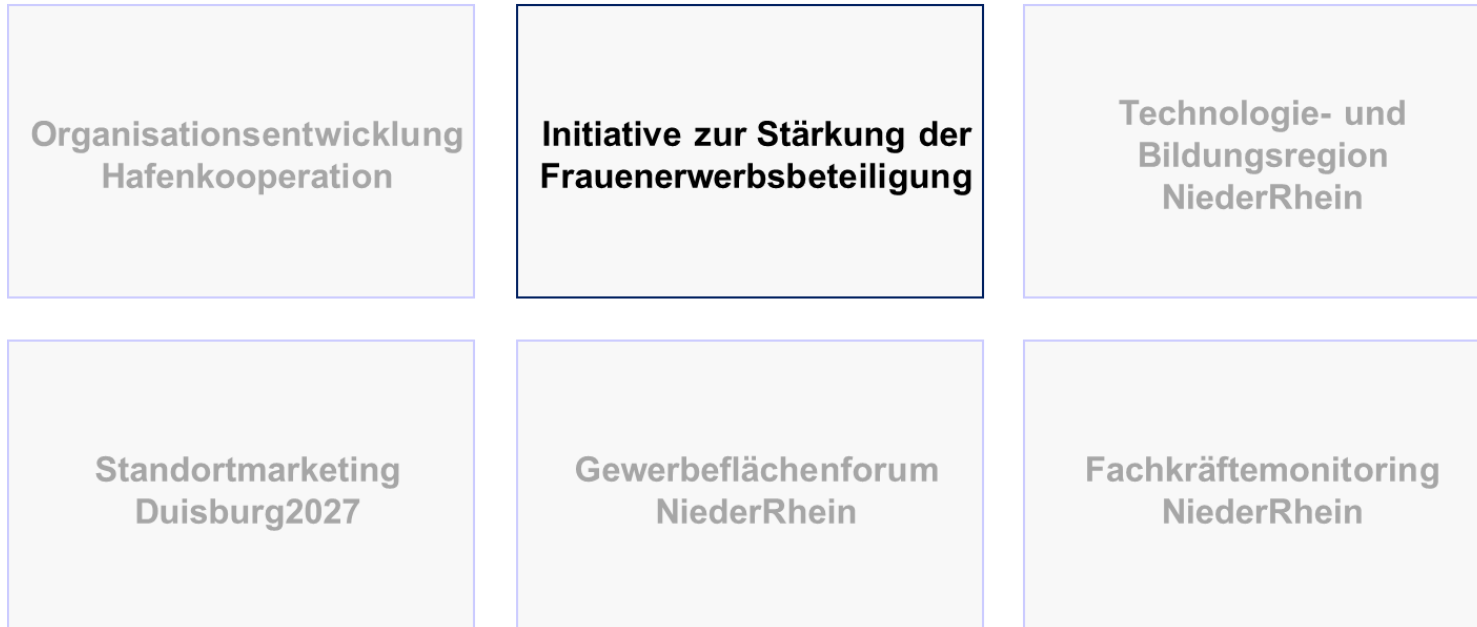 Organisationsentwicklung
Hafenkooperation
Initiative zur Stärkung der
Frauenerwerbsbeteiligung
Technologie- und
Bildungsregion
NiederRhein
Standortmarketing
Duisburg2027
Gewerbeflächenforum
NiederRhein
Fachkräftemonitoring
NiederRhein